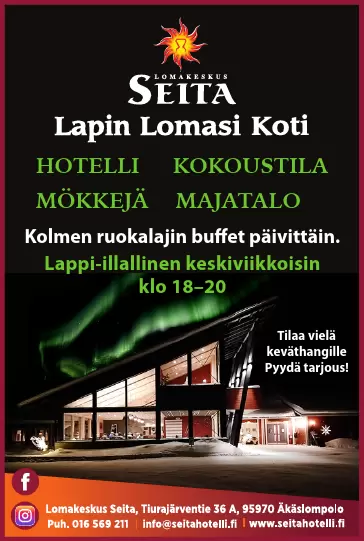 LOMAKESKUS
SEITA
Lapin Lomasi Koti
HOTELLI KOKOUSTILA
MÖKKEJÄ MAJATALO
Kolmen ruokalajin buffet päivittäin.
Lappi-illallinen keskiviikkoisin
klo 18–20
Tilaa vielä
keväthangille
Pyydä tarjous!
Lomakeskus Seita, Tiurajärventie 36 A, 95970 Äkäslompolo
Puh. 016 569 211 | info@seitahotelli.fi | www.seitahotelli.fi